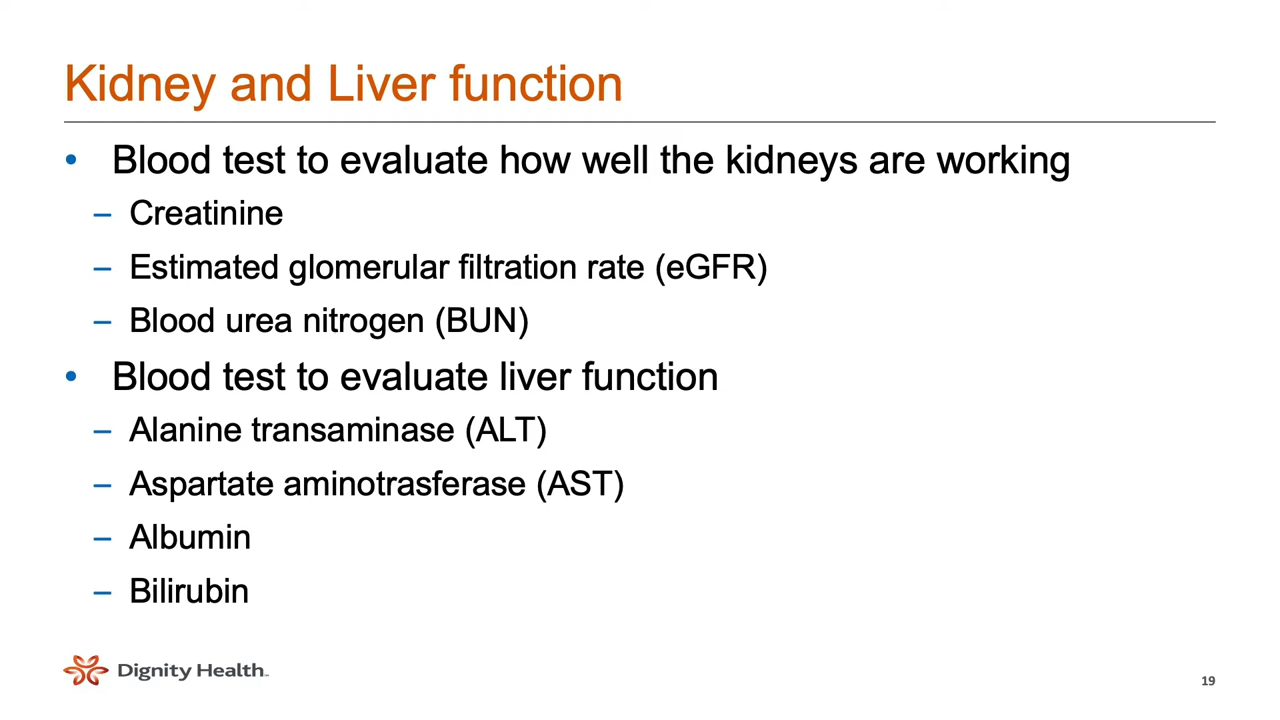 Kidney and Liver function
• Blood test to evaluate how well the kidneys are working
– Creatinine
– Estimated glomerular filtration rate (eGFR)
– Blood urea nitrogen (BUN)
• Blood test to evaluate liver function
– Alanine transaminase (ALT)
– Aspartate aminotrasferase (AST)
– Albumin
– Bilirubin
Dignity Health™
19